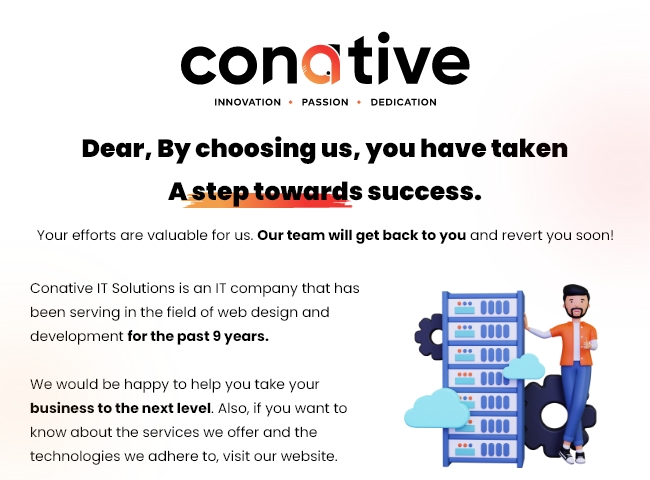 conative
INNOVATION • PASSION • DEDICATION
Dear, By choosing us, you have taken
A step towards success.
Your efforts are valuable for us. Our team will get back to you and revert you soon!
Conative IT Solutions is an IT company that has
been serving in the field of web design and
development for the past 9 years.
We would be happy to help you take your
business to the next level. Also, if you want to
know about the services we offer and the
technologies we adhere to, visit our website.